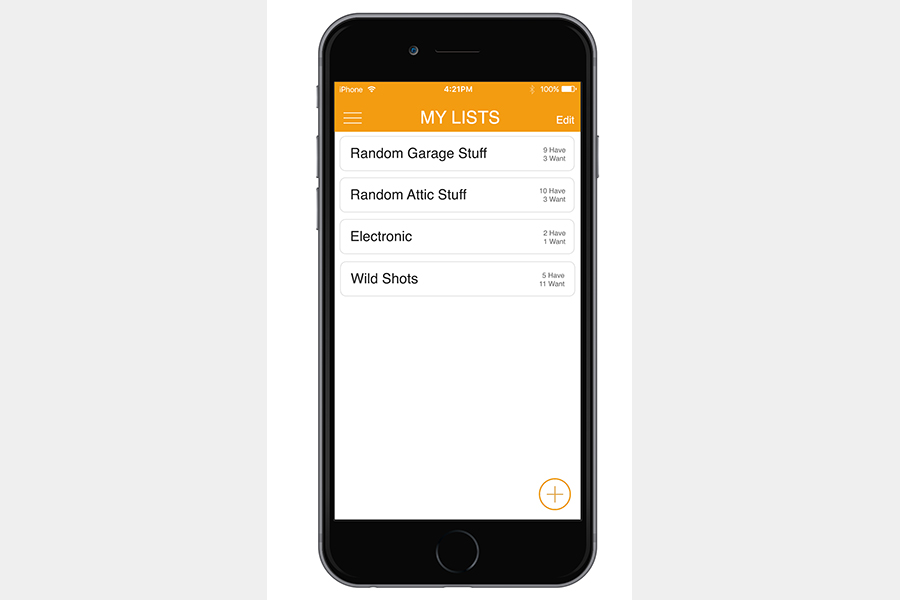 iPhone 4:21PM 100%
MY LISTS Edit
Random Garage Stuff
9 Have
3 Want
Random Attic Stuff
10 Have
3 Want
Electronic
2 Have
1 Want
Wild Shots
5 Have
11 Want